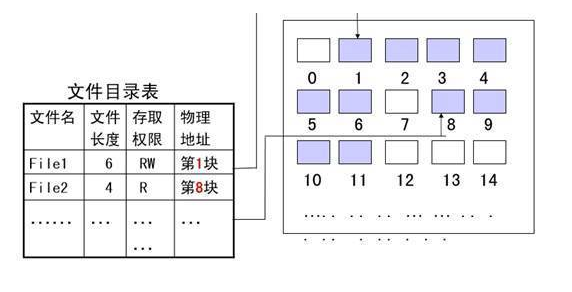 文件目录表
文件名 文件长度 存取权限 物理地址
File1 6 RW 第1块
File2 4 R 第8块
...... ... ... ...
...
0 1 2 3 4
5 6 7 8 9
10 11 12 13 14
..... .. .. .. ... ... .. .
. .. .. . . . .